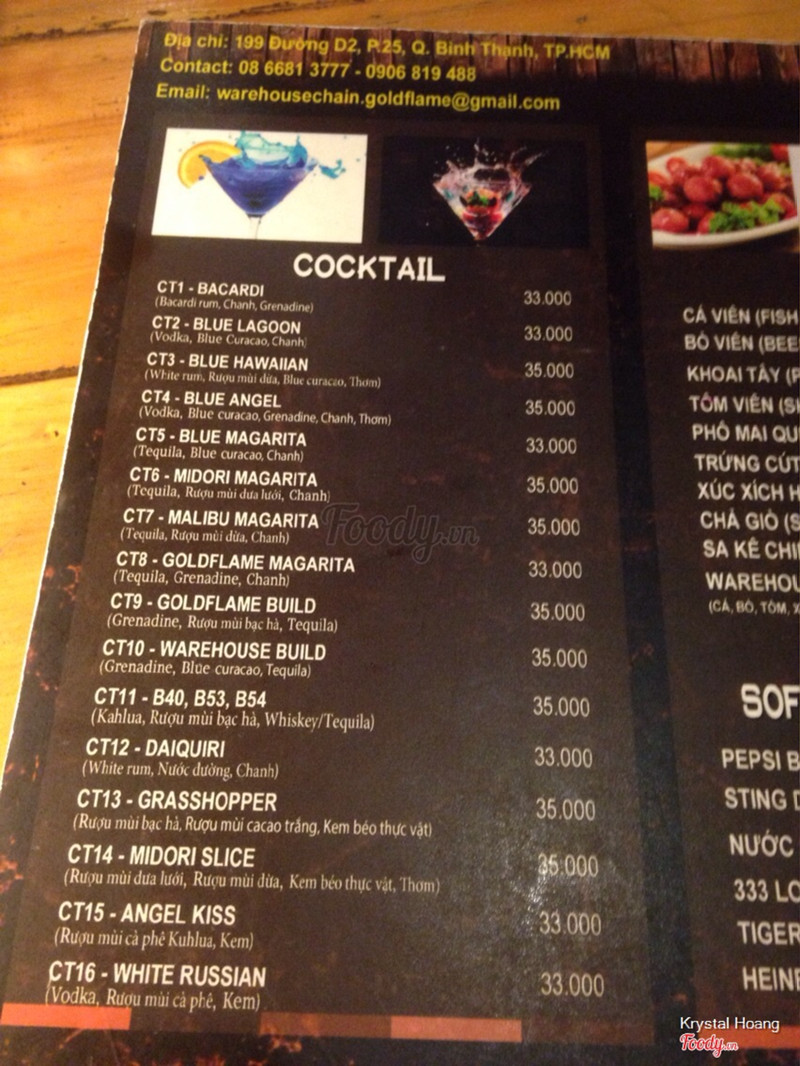 Địa chỉ: 199 Đường D2, P.25, Q. Bình Thạnh, TP.HCM
Contact: 08 6681 3777 - 0906 819 488
Email: warehousechain.goldflame@gmail.com
COCKTAIL
CT1 - BACARDI 33.000
(Bacardi rum, Chanh, Grenadine)
CT2 - BLUE LAGOON 33.000
(Vodka, Blue Curacao, Chanh)
CT3 - BLUE HAWAIIAN 35.000
(White rum, Rượu mùi dừa, Blue curacao, Thơm)
CT4 - BLUE ANGEL 35.000
(Vodka, Blue curacao, Grenadine, Chanh, Thơm)
CT5 - BLUE MAGARITA 33.000
(Tequila, Blue curacao, Chanh)
CT6 - MIDORI MAGARITA 35.000
(Tequila, Rượu mùi dưa lưới, Chanh)
CT7 - MALIBU MAGARITA 35.000
(Tequila, Rượu mùi dừa, Chanh)
CT8 - GOLDFLAME MAGARITA 33.000
(Tequila, Grenadine, Chanh)
CT9 - GOLDFLAME BUILD 35.000
(Grenadine, Rượu mùi bạc hà, Tequila)
CT10 - WAREHOUSE BUILD 35.000
(Grenadine, Blue curacao, Tequila)
CT11 - B40, B53, B54 35.000
(Kahlua, Rượu mùi bạc hà, Whiskey/Tequila)
CT12 - DAIQUIRI 33.000
(White rum, Nước đường, Chanh)
CT13 - GRASSHOPPER 35.000
(Rượu mùi bạc hà, Rượu mùi cacao trắng, Kem béo thực vật)
CT14 - MIDORI SLICE 35.000
(Rượu mùi dưa lưới, Rượu mùi dừa, Kem béo thực vật, Thơm)
CT15 - ANGEL KISS 33.000
(Rượu mùi cà phê Kuhlua, Kem)
CT16 - WHITE RUSSIAN 33.000
(Vodka, Rượu mùi cà phê, Kem)
CÁ VIÊN (FISH
BÒ VIÊN (BEE
KHOAI TÂY (
TÔM VIÊN (
PHÔ MAI QU
TRỨNG CÚT
XÚC XÍCH
CHẢ GIÒ (
SA KÊ CHI
WAREHOU
(CÁ, BÒ, TÔM,
SOF
PEPSI
STING
NƯỚC
333
TIGER
HEINE
Foody.vn
Krystal Hoang
Foody.vn